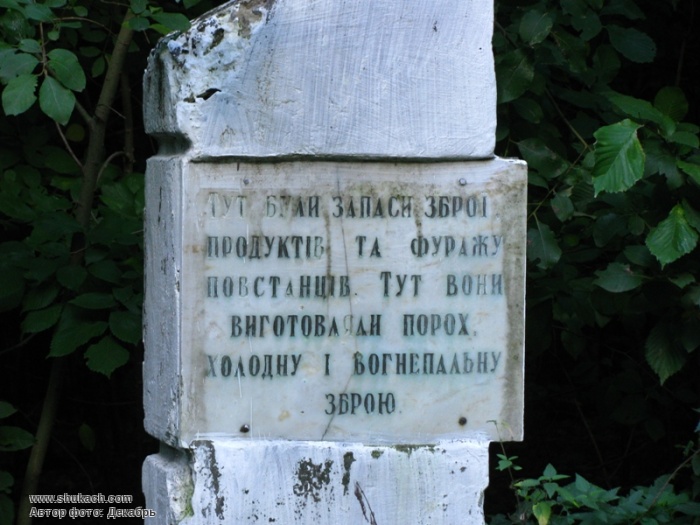 Тут були запаси зброї,
продуктів та фуражу
повстанців. Тут вони
виготовляли порох,
холодну і вогнепальну
зброю.
www.shukach.com
Автор фото: Декабрь